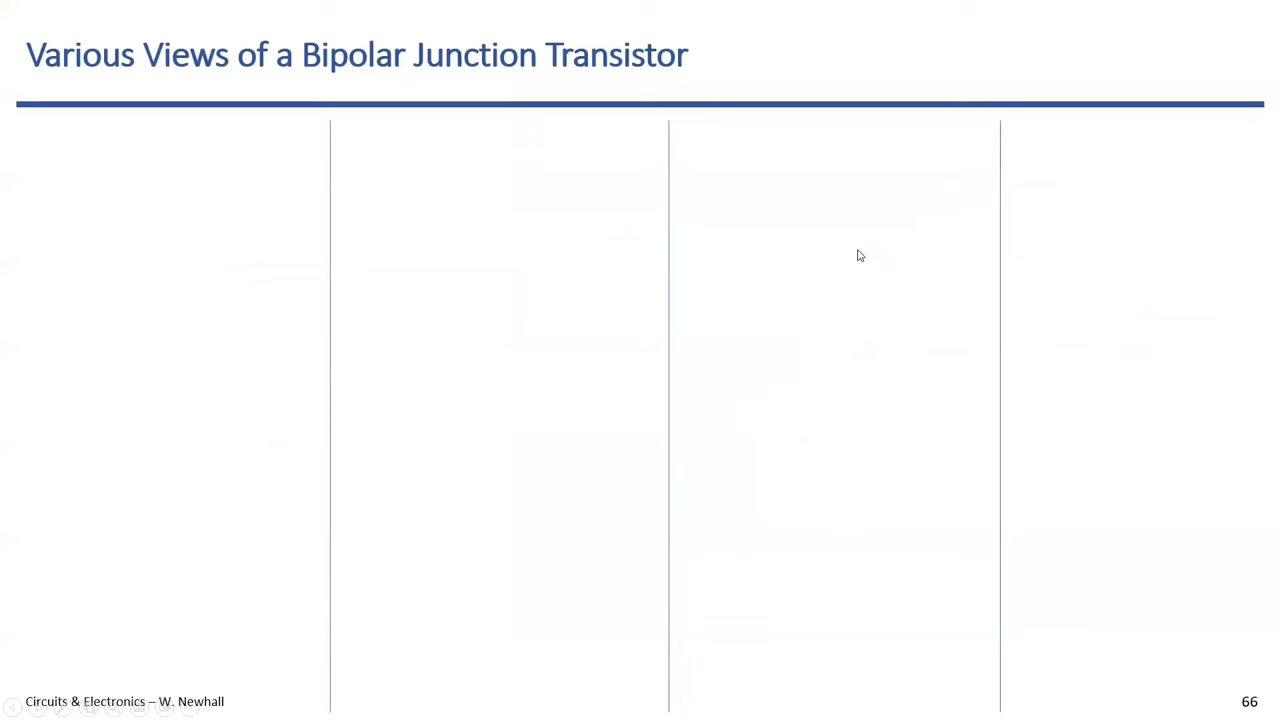 Various Views of a Bipolar Junction Transistor
Circuits & Electronics – W. Newhall
66